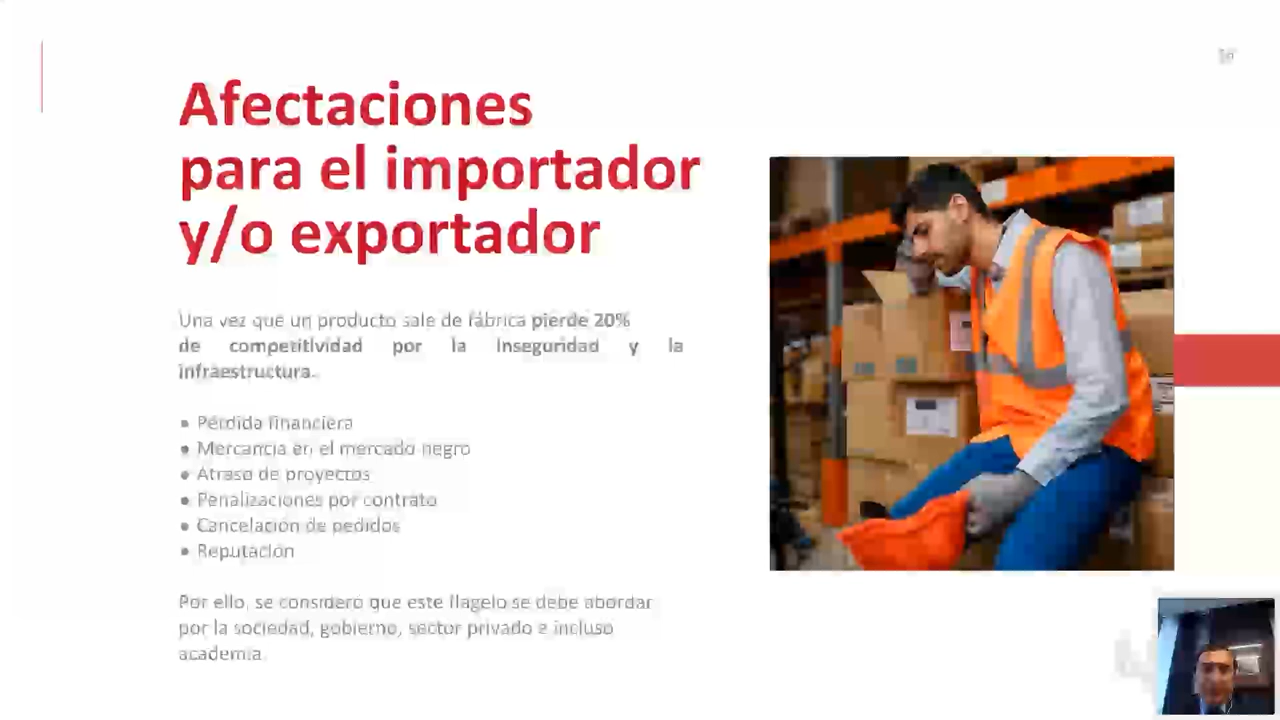 Afectaciones
para el importador
y/o exportador
Una vez que un producto sale de fábrica pierde 20%
de competitividad por la inseguridad y la
infraestructura.
• Pérdida financiera
• Mercancía en el mercado negro
• Atraso de proyectos
• Penalizaciones por contrato
• Cancelación de pedidos
• Reputación
Por ello, se considero que este flagelo se debe abordar
por la sociedad, gobierno, sector privado e incluso
academia.